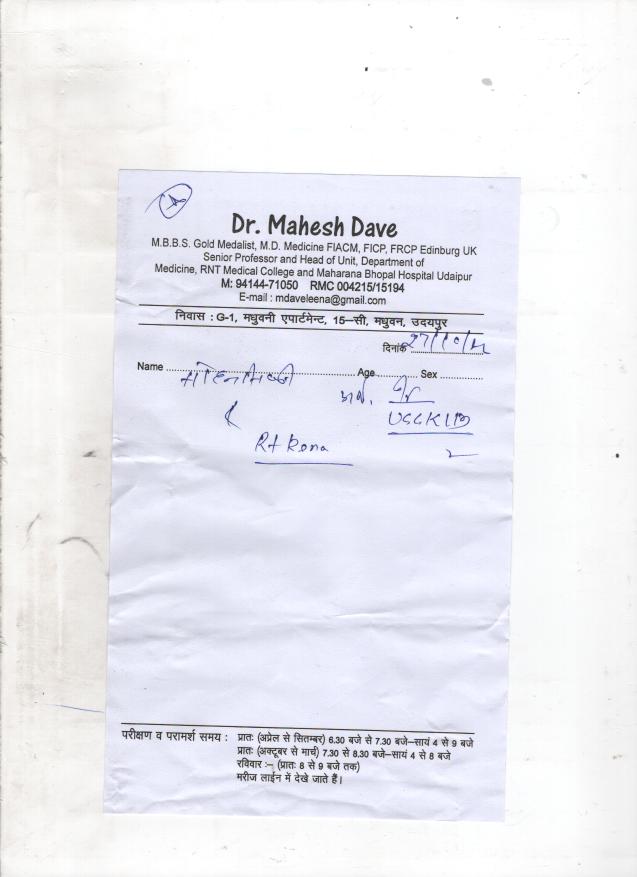 Dr. Mahesh Dave
M.B.B.S. Gold Medalist, M.D. Medicine FIACM, FICP, FRCP Edinburg UK
Senior Professor and Head of Unit, Department of
Medicine, RNT Medical College and Maharana Bhopal Hospital Udaipur
M: 94144-71050 RMC 004215/15194
E-mail : mdaveleena@gmail.com
निवास : G-1, मधुवनी एपार्टमेन्ट, 15–सी, मधुवन, उदयपुर
दिनांक
Name Age Sex
Rt Rena
परीक्षण व परामर्श समय : प्रातः (अप्रेल से सितम्बर) 6.30 बजे से 7.30 बजे–सायं 4 से 9 बजे
प्रातः (अक्टूबर से मार्च) 7.30 से 8.30 बजे–सायं 4 से 8 बजे
रविवार :– (प्रातः 8 से 9 बजे तक)
मरीज लाईन में देखे जाते हैं।